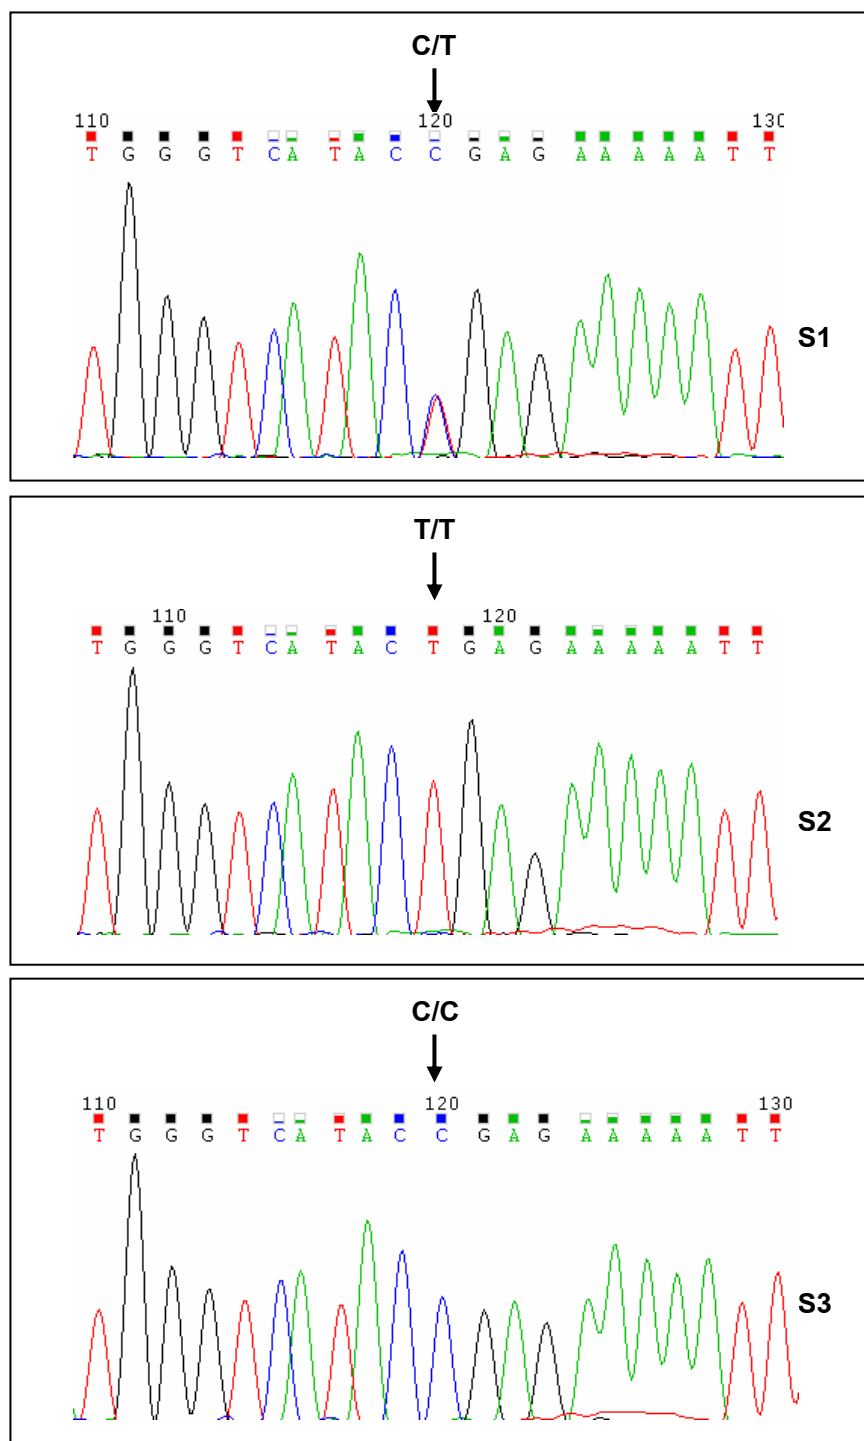 C/T
110 120 130
T G G G T C A T A C C G A G A A A A A T T
S1
T/T
110 120
T G G G T C A T A C T G A G A A A A A T T
S2
C/C
110 120 130
T G G G T C A T A C C G A G A A A A A T T
S3